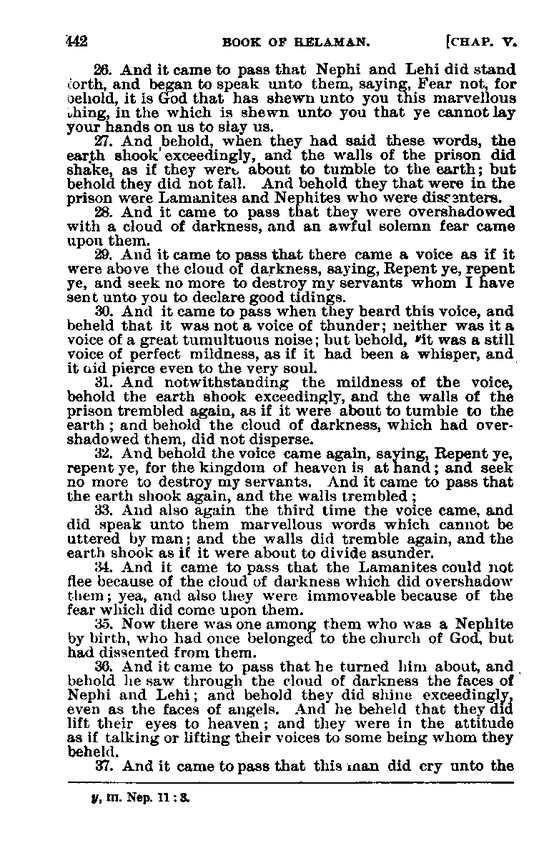 442 BOOK OF HELAMAN. [CHAP. V.
26. And it came to pass that Nephi and Lehi did stand
forth, and began to speak unto them, saying, Fear not, for
behold, it is God that has shewn unto you this marvellous
thing, in the which is shewn unto you that ye cannot lay
your hands on us to slay us.
27. And behold, when they had said these words, the
earth shook exceedingly, and the walls of the prison did
shake, as if they were about to tumble to the earth; but
behold they did not fall. And behold they that were in the
prison were Lamanites and Nephites who were dissenters.
28. And it came to pass that they were overshadowed
with a cloud of darkness, and an awful solemn fear came
upon them.
29. And it came to pass that there came a voice as if it
were above the cloud of darkness, saying, Repent ye, repent
ye, and seek no more to destroy my servants whom I have
sent unto you to declare good tidings.
30. And it came to pass when they heard this voice, and
beheld that it was not a voice of thunder; neither was it a
voice of a great tumultuous noise; but behold, yit was a still
voice of perfect mildness, as if it had been a whisper, and
it did pierce even to the very soul.
31. And notwithstanding the mildness of the voice,
behold the earth shook exceedingly, and the walls of the
prison trembled again, as if it were about to tumble to the
earth; and behold the cloud of darkness, which had over-
shadowed them, did not disperse.
32. And behold the voice came again, saying, Repent ye,
repent ye, for the kingdom of heaven is at hand; and seek
no more to destroy my servants. And it came to pass that
the earth shook again, and the walls trembled;
33. And also again the third time the voice came, and
did speak unto them marvellous words which cannot be
uttered by man; and the walls did tremble again, and the
earth shook as if it were about to divide asunder.
34. And it came to pass that the Lamanites could not
flee because of the cloud of darkness which did overshadow
them; yea, and also they were immoveable because of the
fear which did come upon them.
35. Now there was one among them who was a Nephite
by birth, who had once belonged to the church of God, but
had dissented from them.
36. And it came to pass that he turned him about, and
behold he saw through the cloud of darkness the faces of
Nephi and Lehi; and behold they did shine exceedingly,
even as the faces of angels. And he beheld that they did
lift their eyes to heaven; and they were in the attitude
as if talking or lifting their voices to some being whom they
beheld.
37. And it came to pass that this man did cry unto the
y, III. Nep. 11:3.